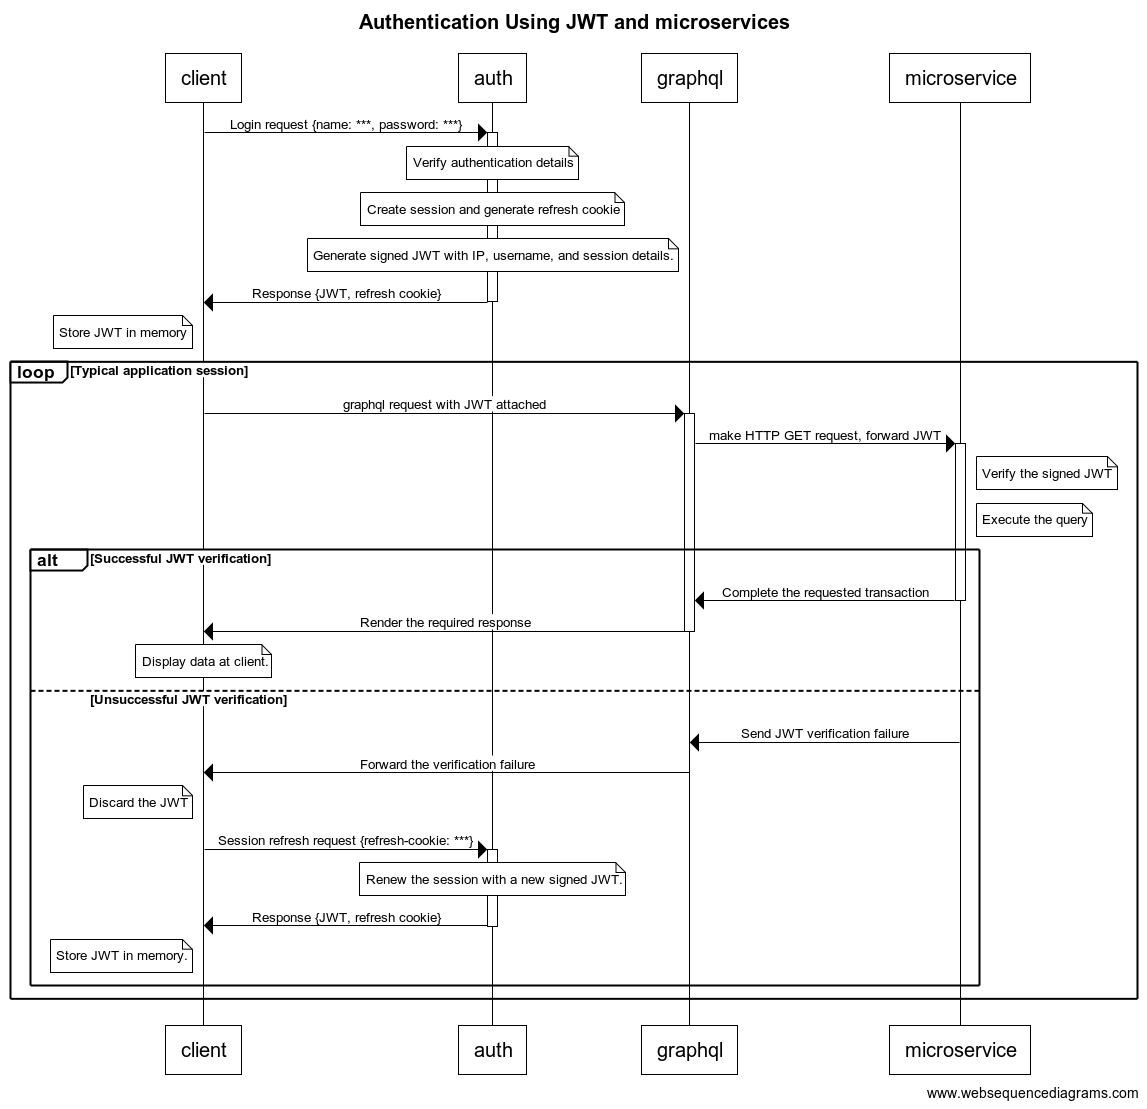 Authentication Using JWT and microservices
client
auth
graphql
microservice
Login request {name: ***, password: ***}
Verify authentication details
Create session and generate refresh cookie
Generate signed JWT with IP, username, and session details.
Response {JWT, refresh cookie}
Store JWT in memory
loop
[Typical application session]
graphql request with JWT attached
make HTTP GET request, forward JWT
Verify the signed JWT
Execute the query
alt
[Successful JWT verification]
Complete the requested transaction
Render the required response
Display data at client.
[Unsuccessful JWT verification]
Send JWT verification failure
Forward the verification failure
Discard the JWT
Session refresh request {refresh-cookie: ***}
Renew the session with a new signed JWT.
Response {JWT, refresh cookie}
Store JWT in memory.
client
auth
graphql
microservice
www.websequencediagrams.com